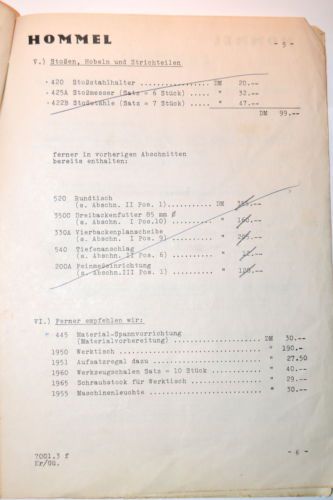 HOMMEL
- 5 -
V.) Stoßen, Hobeln und Strichteilen
420 Stoßstahlhalter ................ DM 20.--
425A Stoßmesser (Satz = 6 Stück) ..... " 32.--
422B Stoßstähle (Satz = 7 Stück) ..... " 47.--
DM 99.--
ferner in vorherigen Abschnitten
bereits enthalten:
520 Rundtisch
(s. Abschn. II Pos. 1).......... DM
3500 Dreibackenfutter 85 mm Ø
(s. Abschn. I Pos.10) .......... " 160.--
330A Vierbackenplanscheibe
(s. Abschn. I Pos. 9) .......... " 205.--
540 Tiefenanschlag
(s. Abschn. II Pos. 6) .......... " 12.--
200A Feinmeßeinrichtung
(s. Abschn.III Pos. 1) .......... " 120.--
VI.) Ferner empfehlen wir:
445 Material-Spannvorrichtung
(Materialvorbereitung) .................... DM 30.--
1950 Werktisch ................................. " 190.--
1951 Aufsatzregal dazu ......................... " 27.50
1960 Werkzeugschalen Satz = 10 Stück ........... " 40.--
1965 Schraubstock für Werktisch ................ " 29.--
1955 Maschinenleuchte .......................... " 30.--
7001.3 f
Kr/Gü.
- 6 -